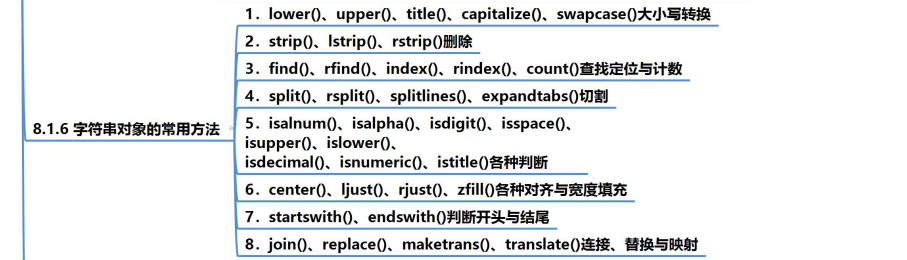 1. lower()、upper()、title()、capitalize()、swapcase()大小写转换
2. strip()、lstrip()、rstrip()删除
3. find()、rfind()、index()、rindex()、count()查找定位与计数
4. split()、rsplit()、splitlines()、expandtabs()切割
8.1.6 字符串对象的常用方法
5. isalnum()、isalpha()、isdigit()、isspace()、
isupper()、islower()、
isdecimal()、isnumeric()、istitle()各种判断
6. center()、ljust()、rjust()、zfill()各种对齐与宽度填充
7. startswith()、endswith()判断开头与结尾
8. join()、replace()、maketrans()、translate()连接、替换与映射